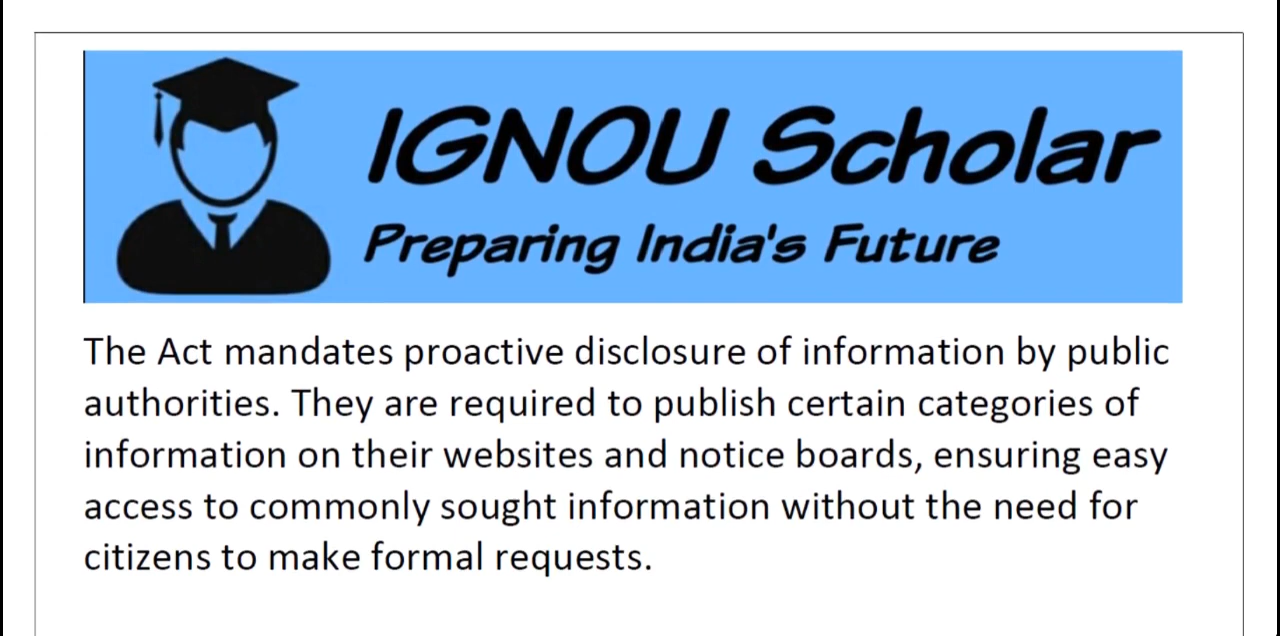 IGNOU Scholar
Preparing India's Future
The Act mandates proactive disclosure of information by public
authorities. They are required to publish certain categories of
information on their websites and notice boards, ensuring easy
access to commonly sought information without the need for
citizens to make formal requests.